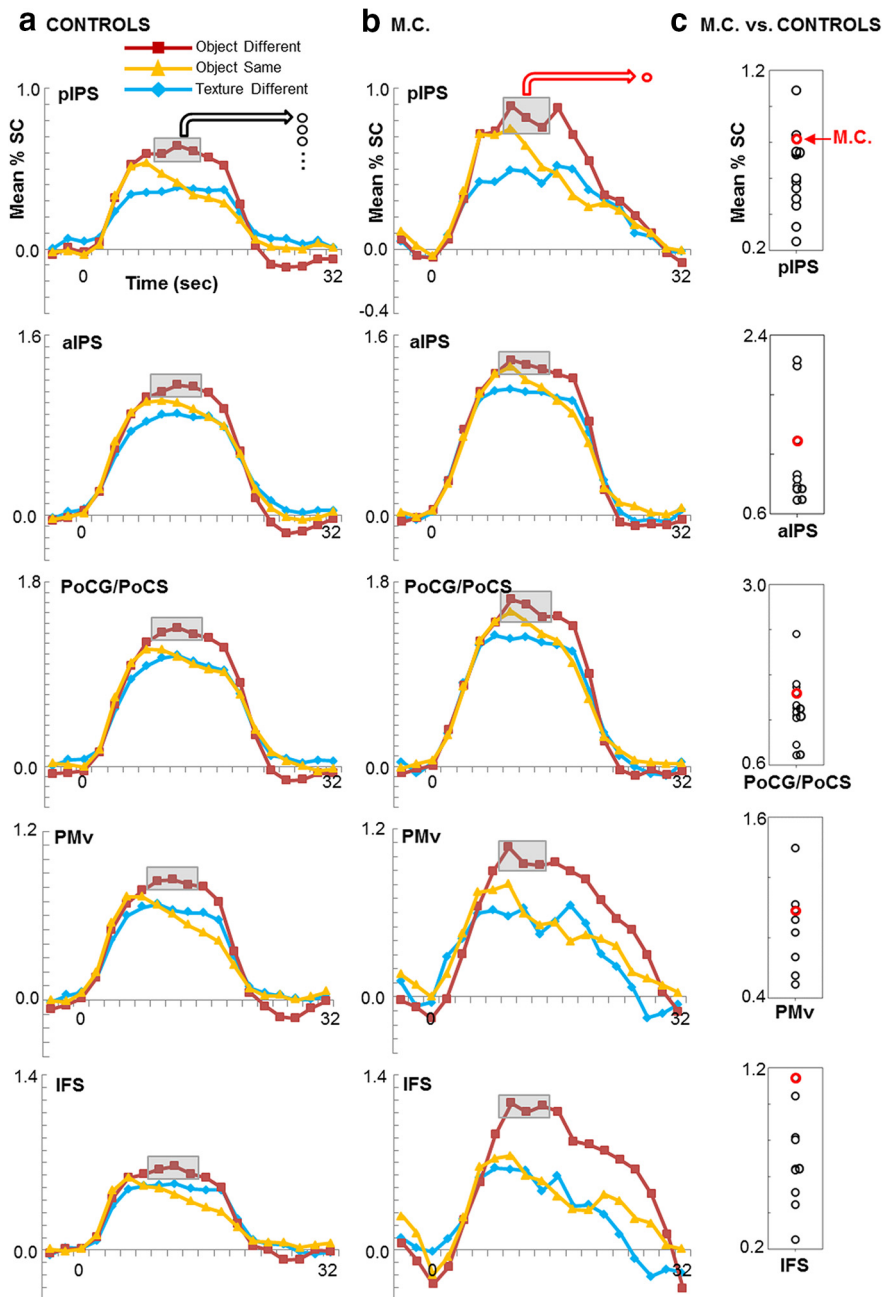 a CONTROLS
b M.C.
c M.C. vs. CONTROLS
Object Different
Object Same
Texture Different
pIPS
1.0
Mean % SC
0.0
0
32
Time (sec)
pIPS
1.0
Mean % SC
0.0
-0.4
0
32
1.2
Mean % SC
M.C.
0.2
pIPS
aIPS
1.6
0.0
0
32
aIPS
1.6
0.0
0
32
2.4
0.6
aIPS
PoCG/PoCS
1.8
0.0
0
32
PoCG/PoCS
1.8
0.0
0
32
3.0
0.6
PoCG/PoCS
PMv
1.2
0.0
0
32
PMv
1.2
0.0
0
32
1.6
0.4
PMv
IFS
1.4
0.0
0
32
IFS
1.4
0.0
0
32
1.2
0.2
IFS